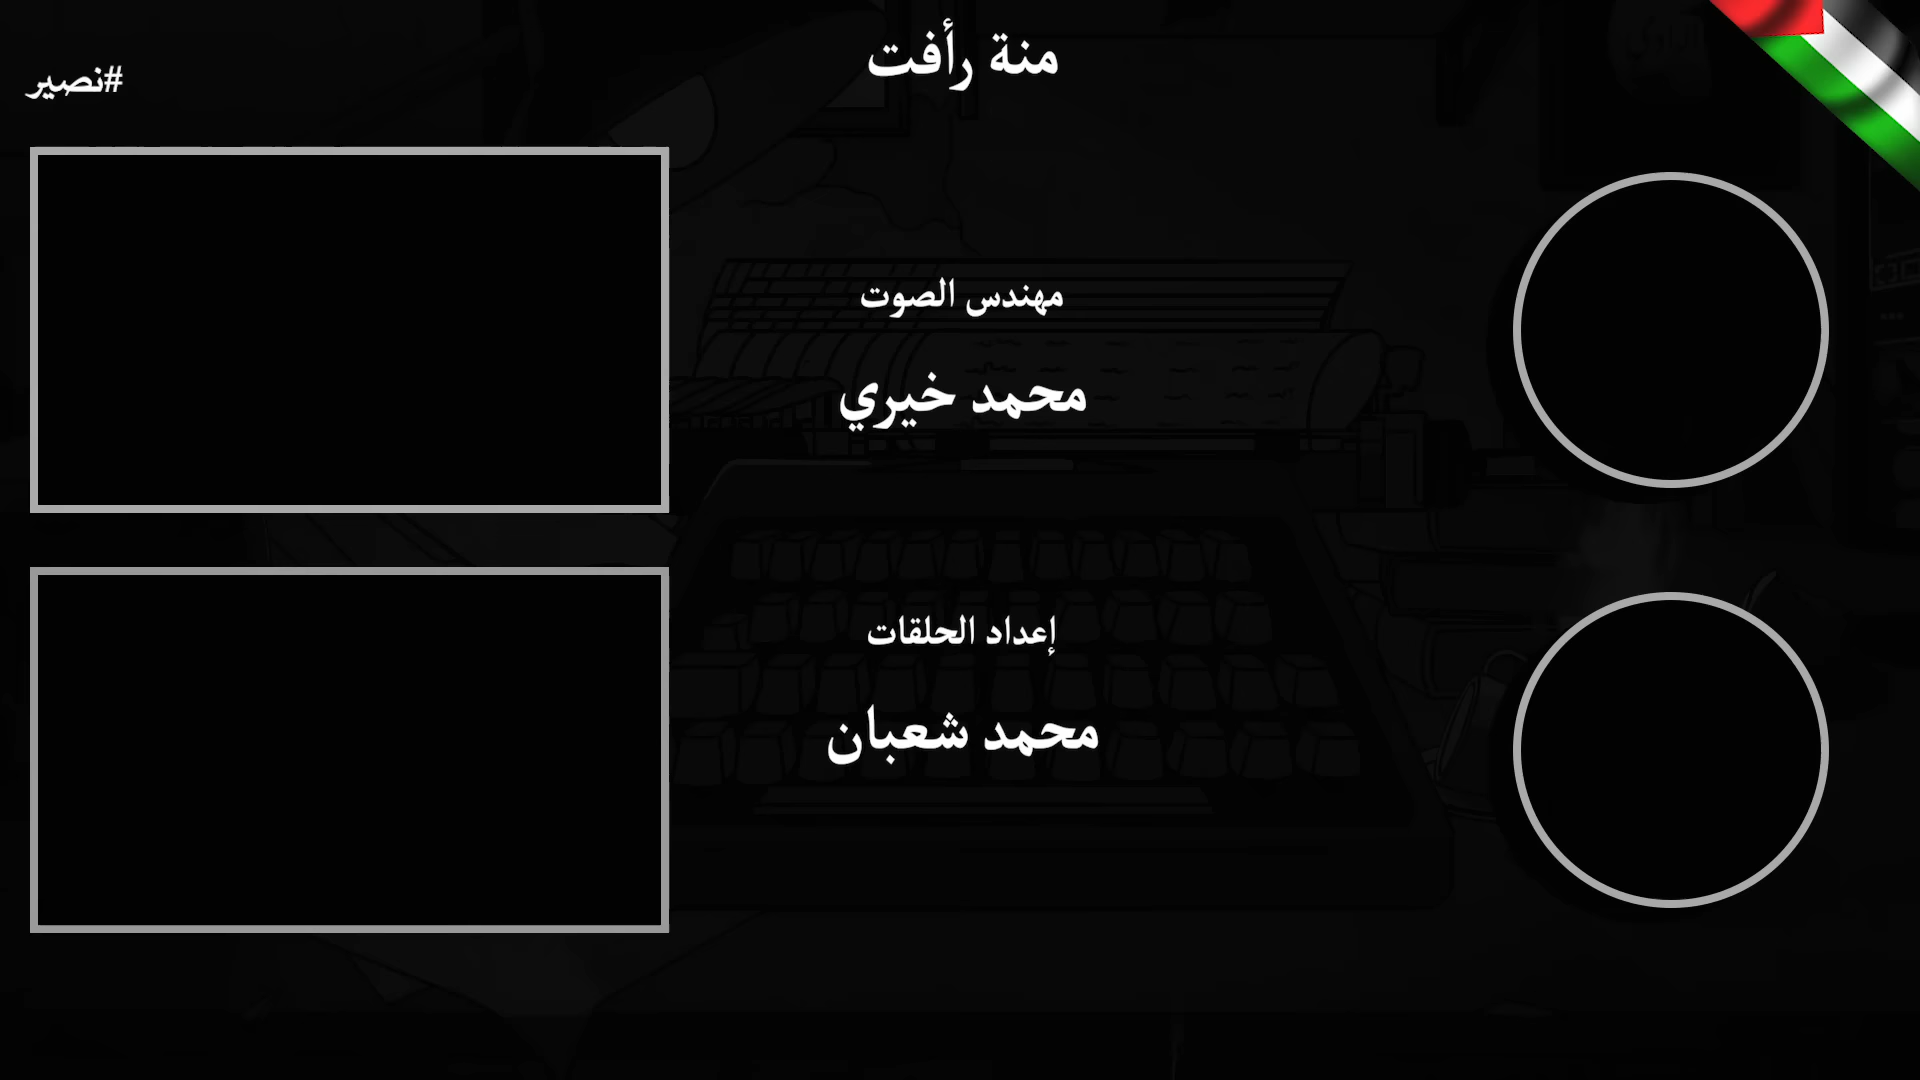 منة رأفت
#نصير
مهندس الصوت
محمد خيري
إعداد الحلقات
محمد شعبان